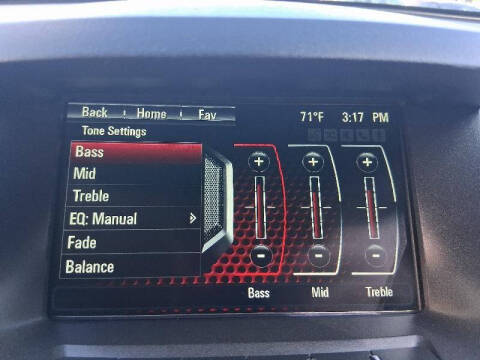 Back Home Fav 71°F 3:17 PM
Tone Settings
Bass
Mid
Treble
EQ: Manual
Fade
Balance
+ + +
- - -
Bass Mid Treble